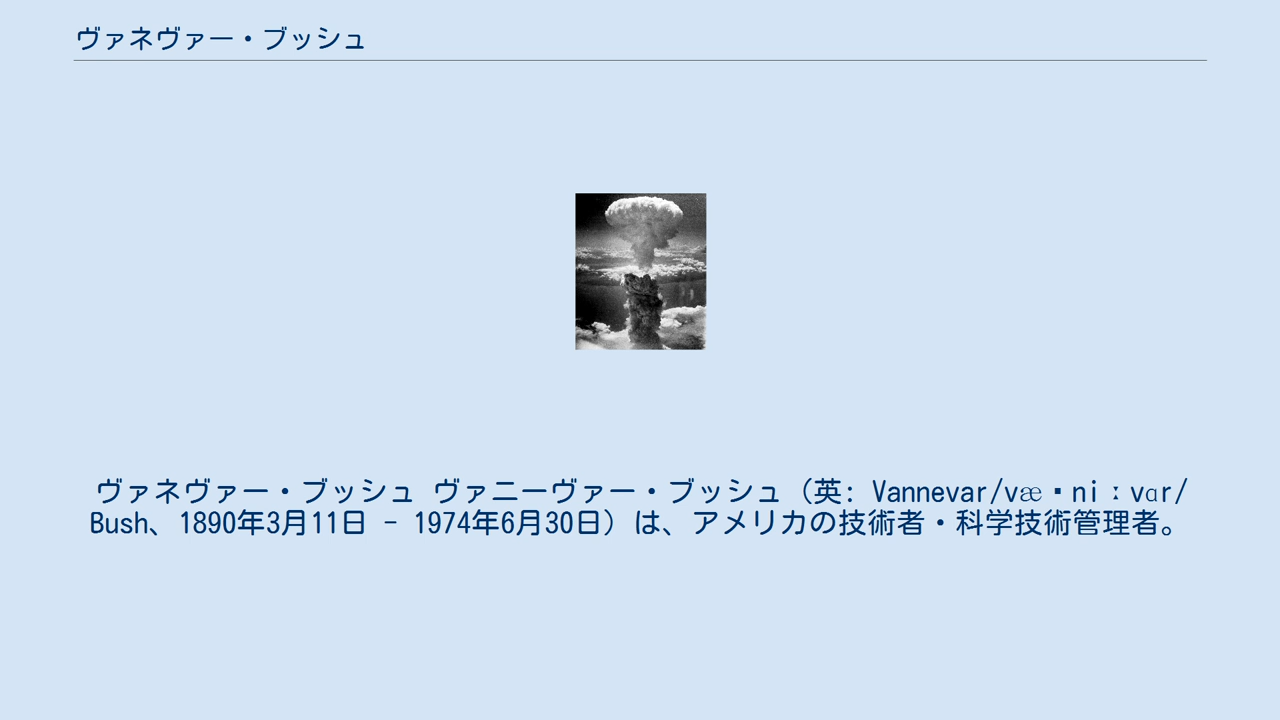 ヴァネヴァー・ブッシュ
ヴァネヴァー・ブッシュ ヴァニーヴァー・ブッシュ（英: Vannevar/væˈniːvɑr/
Bush、1890年3月11日 - 1974年6月30日）は、アメリカの技術者・科学技術管理者。